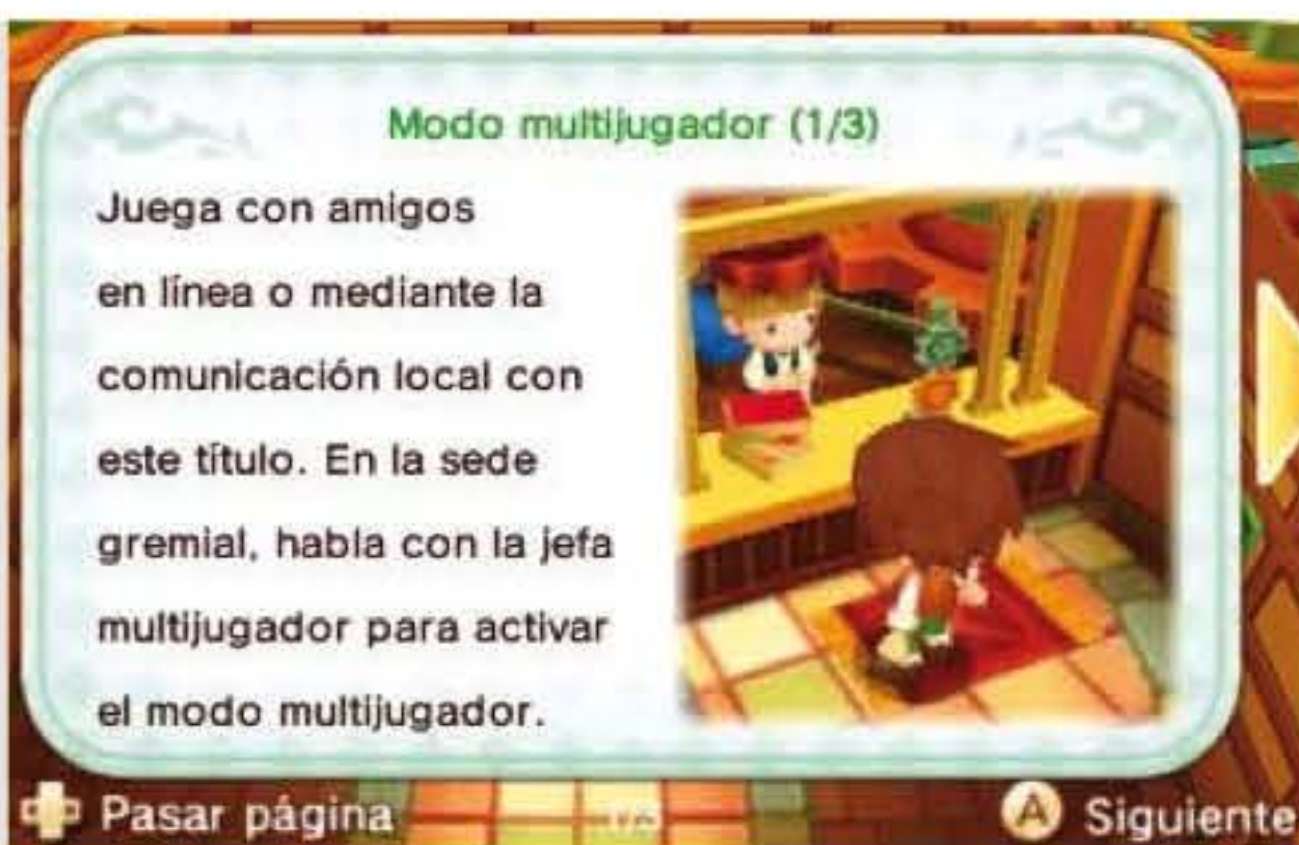 Modo multijugador (1/3)
Juega con amigos
en línea o mediante la
comunicación local con
este título. En la sede
gremial, habla con la jefa
multijugador para activar
el modo multijugador.
Pasar página
A Siguiente